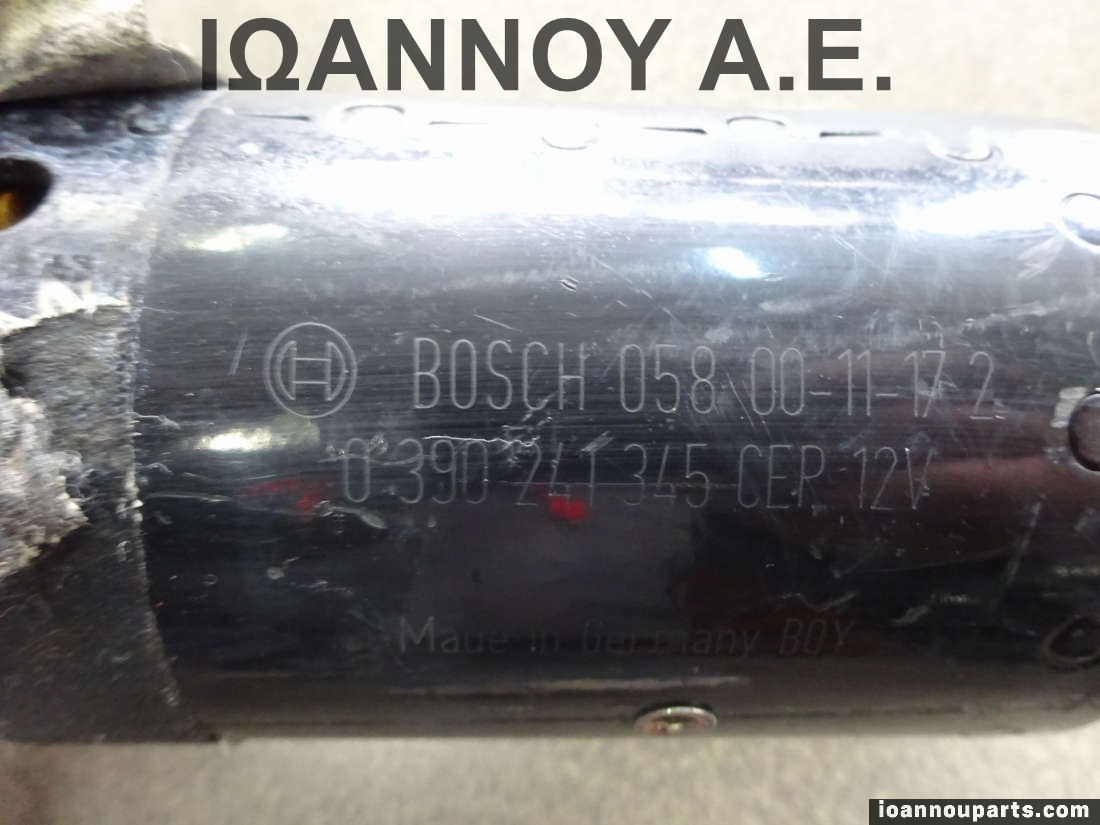 ΙΩΑΝΝΟΥ Α.Ε.
BOSCH 058 00-11-17 2
0 390 241 345 CEP 12V
Made in Germany BOY
ioannouparts.com